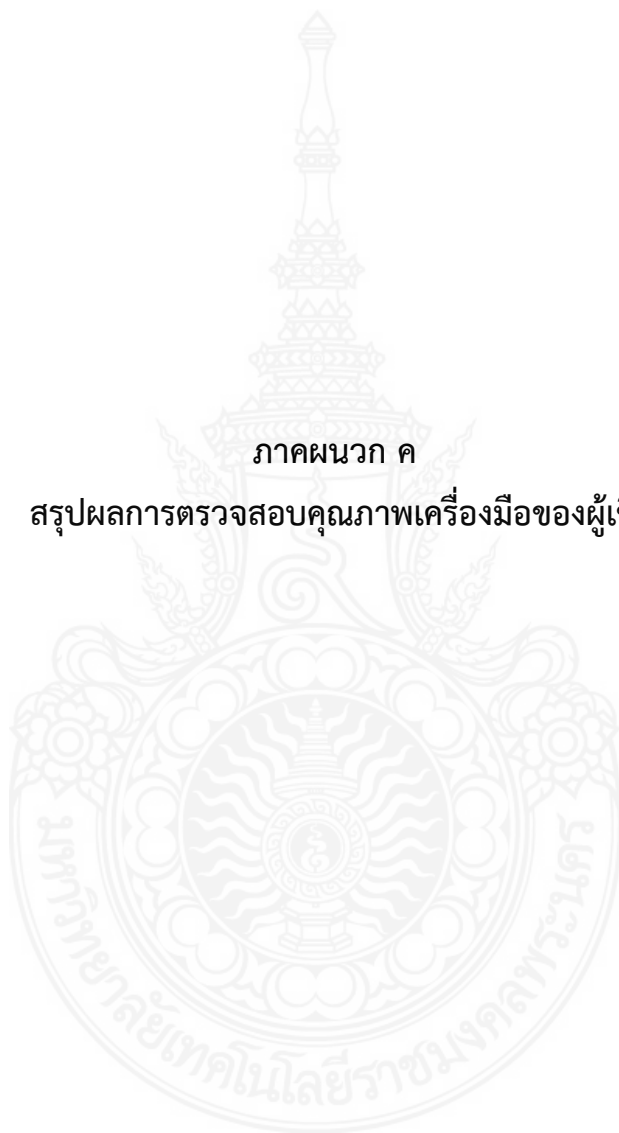 ภาคผนวก ค
สรุปผลการตรวจสอบคุณภาพเครื่องมือของผู้เ
มหาวิทยาลัยเทคโนโลยีราชมงคลพระนคร